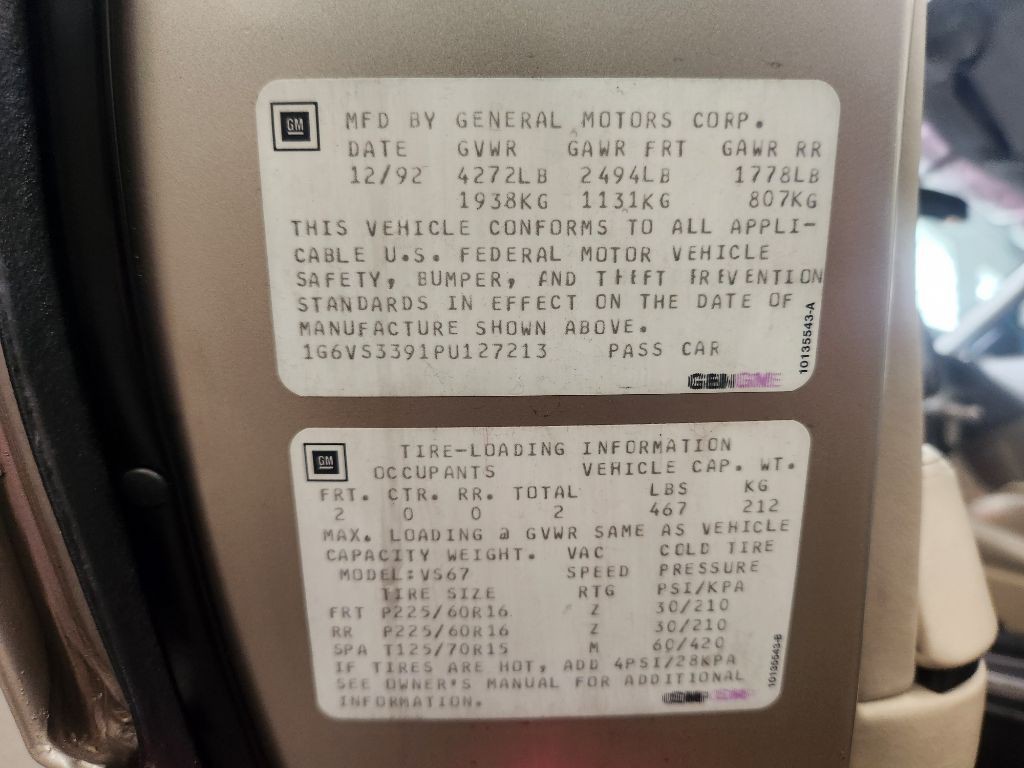 GM
MFD BY GENERAL MOTORS CORP.
DATE GVWR GAWR FRT GAWR RR
12/92 4272LB 2494LB 1778LB
1938KG 1131KG 807KG
THIS VEHICLE CONFORMS TO ALL APPLI-
CABLE U.S. FEDERAL MOTOR VEHICLE
SAFETY, BUMPER, AND THEFT PREVENTION
STANDARDS IN EFFECT ON THE DATE OF
MANUFACTURE SHOWN ABOVE.
1G6VS3391PU127213 PASS CAR
10135543-A
GM
TIRE-LOADING INFORMATION
OCCUPANTS VEHICLE CAP. WT.
FRT. CTR. RR. TOTAL LBS KG
2 0 0 2 467 212
MAX. LOADING @ GVWR SAME AS VEHICLE
CAPACITY WEIGHT. VAC COLD TIRE
MODEL:VS67 SPEED PRESSURE
TIRE SIZE RTG PSI/KPA
FRT P225/60R16 Z 30/210
RR P225/60R16 Z 30/210
SPA T125/70R15 M 60/420
IF TIRES ARE HOT, ADD 4PSI/28KPA
SEE OWNER'S MANUAL FOR ADDITIONAL
INFORMATION.
10135543-B